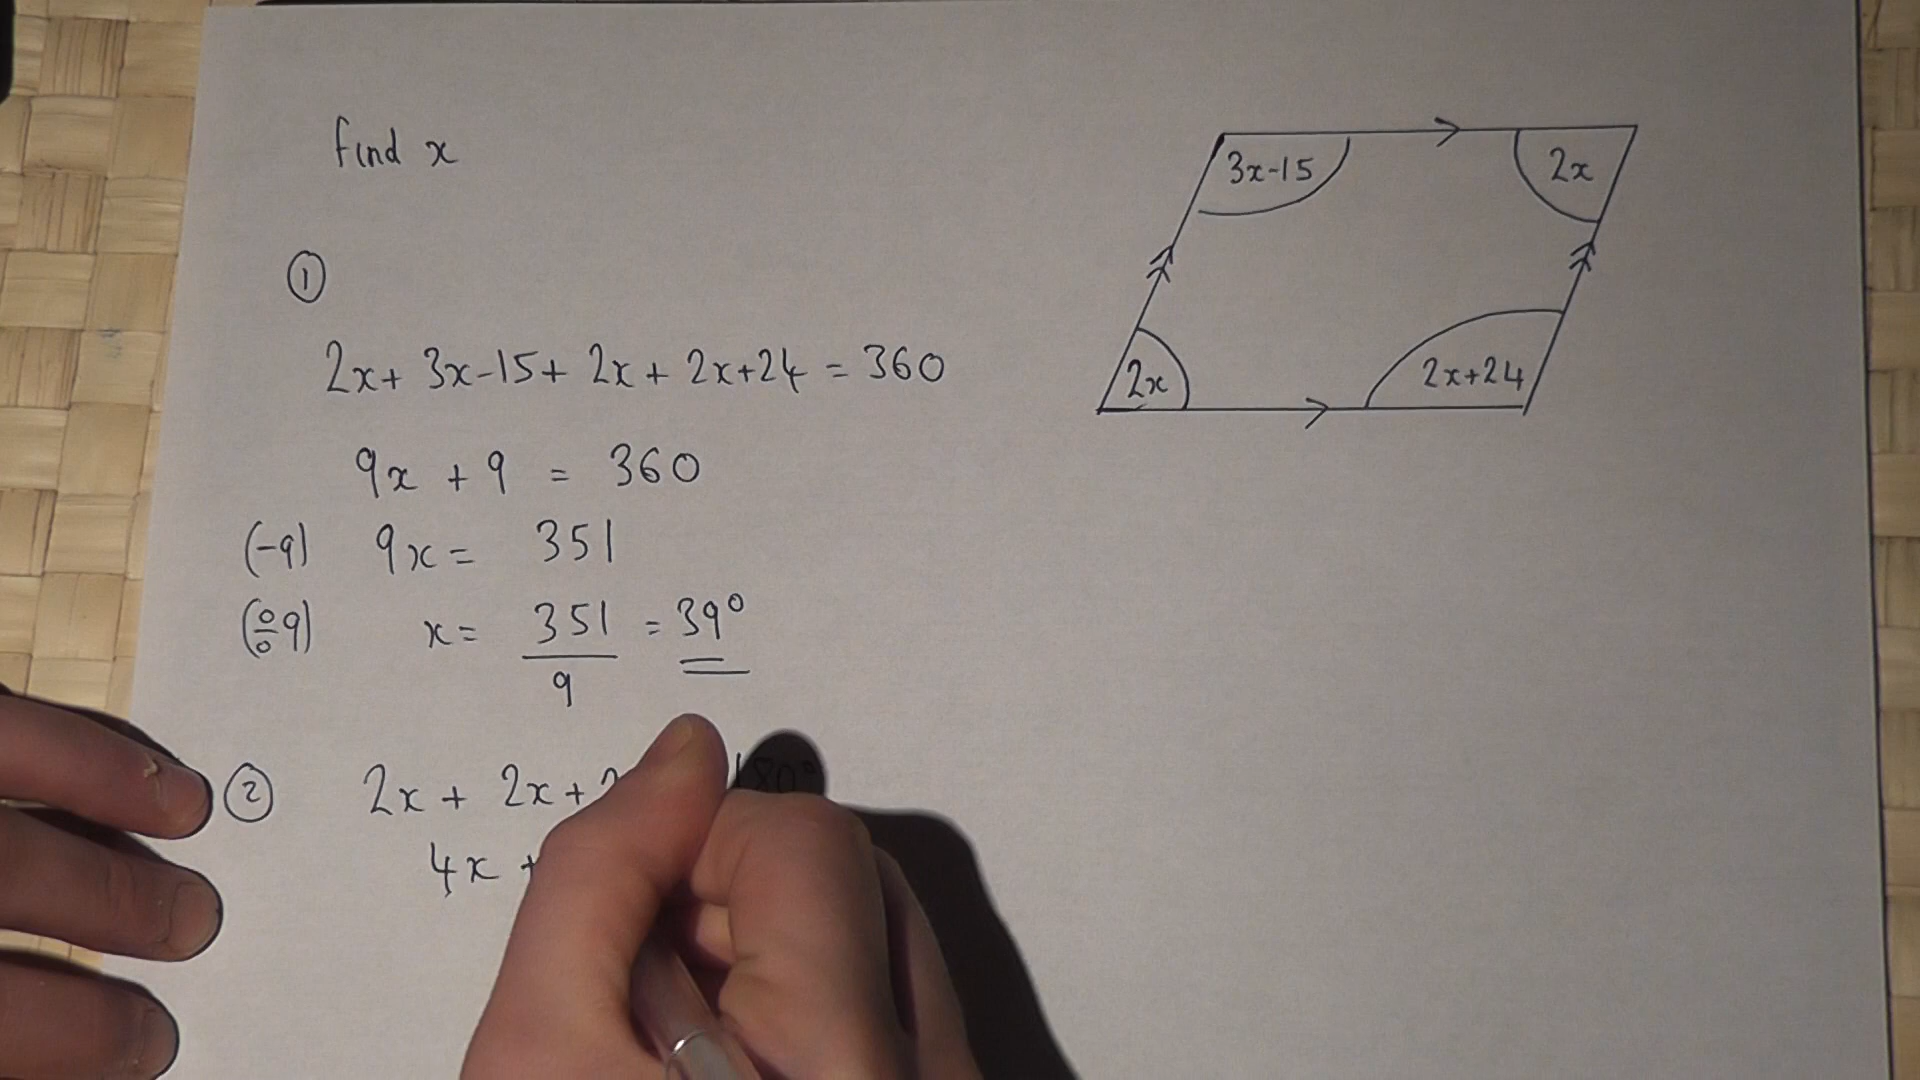 find x
3x-15
2x
2x
2x+24
①
2x+ 3x-15+ 2x + 2x+24 = 360
9x + 9 = 360
(-9) 9x = 351
(÷9) x = 351/9 = 39°
② 2x + 2x + 180°
4x +